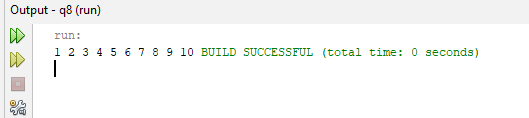 Output - q8 (run)
run:
1 2 3 4 5 6 7 8 9 10 BUILD SUCCESSFUL (total time: 0 seconds)